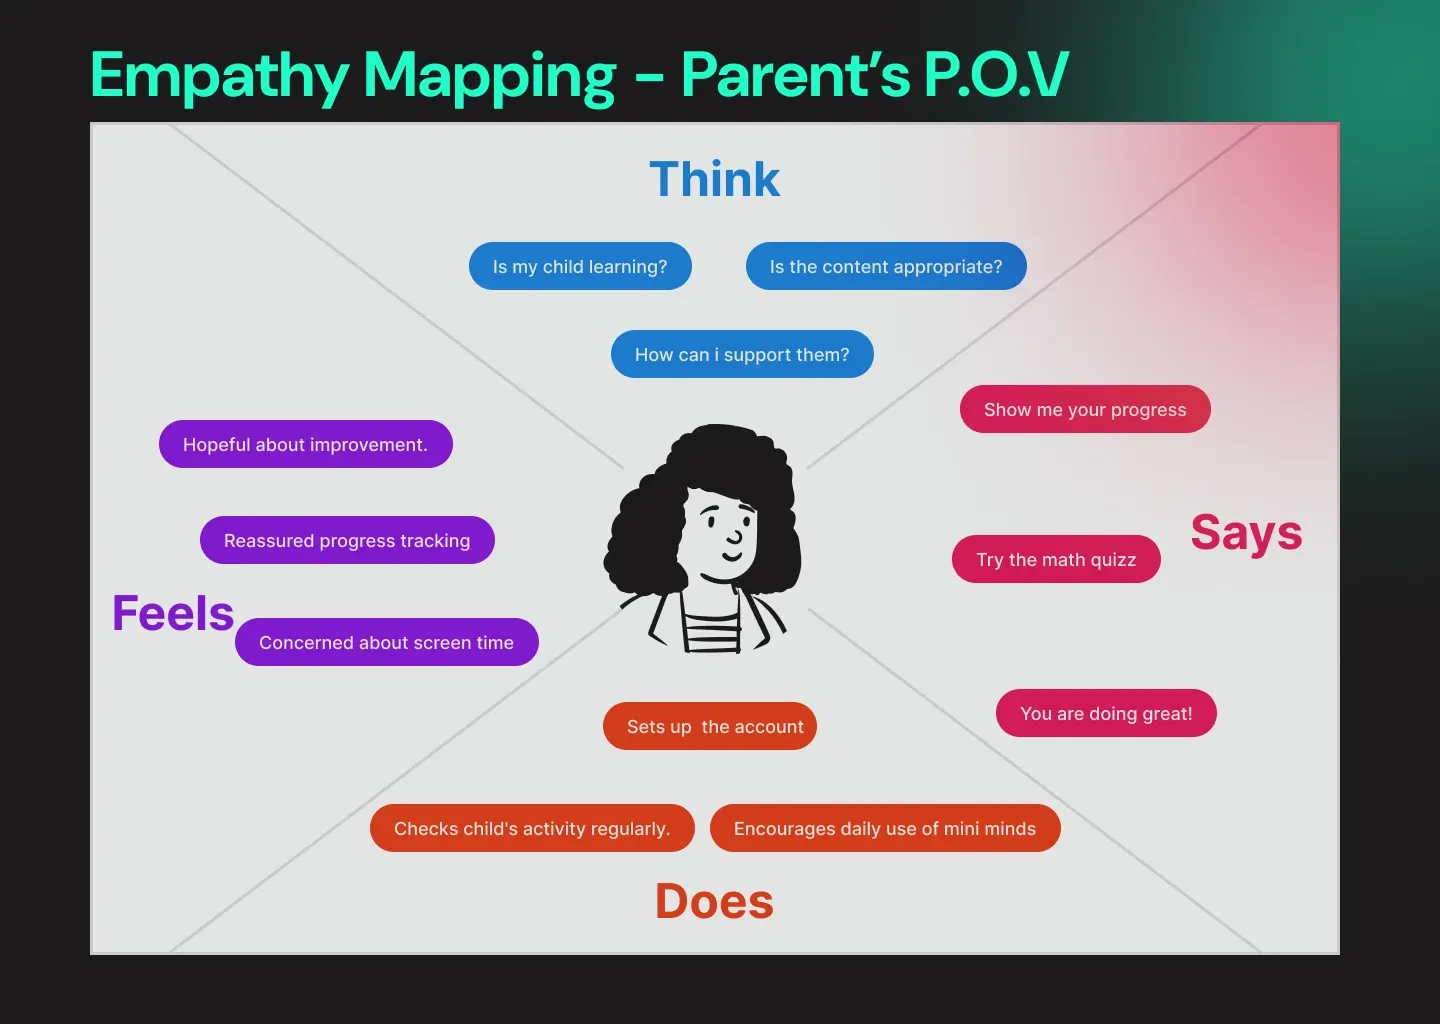 Empathy Mapping - Parent's P.O.V
Think
Is my child learning?
Is the content appropriate?
How can i support them?
Show me your progress
Says
Try the math quizz
You are doing great!
Hopeful about improvement.
Reassured progress tracking
Feels
Concerned about screen time
Sets up  the account
Checks child's activity regularly.
Encourages daily use of mini minds
Does